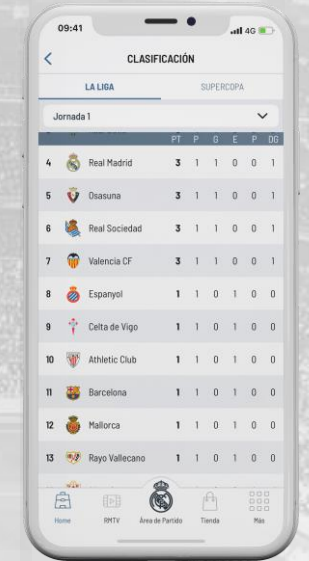 09:41
4G
CLASIFICACIÓN
LA LIGA SUPERCOPA
Jornada 1
PT P G E P DG
4 Real Madrid 3 1 1 0 0 1
5 Osasuna 3 1 1 0 0 1
6 Real Sociedad 3 1 1 0 0 1
7 Valencia CF 3 1 1 0 0 1
8 Espanyol 1 1 0 1 0 0
9 Celta de Vigo 1 1 0 1 0 0
10 Athletic Club 1 1 0 1 0 0
11 Barcelona 1 1 0 1 0 0
12 Mallorca 1 1 0 1 0 0
13 Rayo Vallecano 1 1 0 1 0 0
Home RMTV Área de Partido Tienda Más